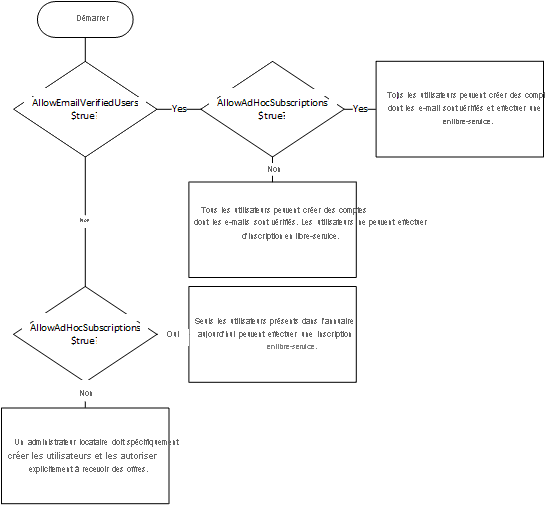 Démarrer
AllowEmailVerifiedUsers
$true?
Yes
AllowAdHocSubscriptions
$true?
Yes
Tous les utilisateurs peuvent créer des compt
dont les e-mail sont vérifiés et effectuer une
en libre-service.
Non
Tous les utilisateurs peuvent créer des comptes
dont les e-mails sont vérifiés. Les utilisateurs ne peuvent effectuer
d'inscription en libre-service.
AllowAdHocSubscriptions
$true?
Oui
Seuls les utilisateurs présents dans l'annuaire
aujourd'hui peuvent effectuer une inscription
en libre-service.
Non
Un administrateur locataire doit spécifiquement
créer les utilisateurs et les autoriser
explicitement à recevoir des offres.